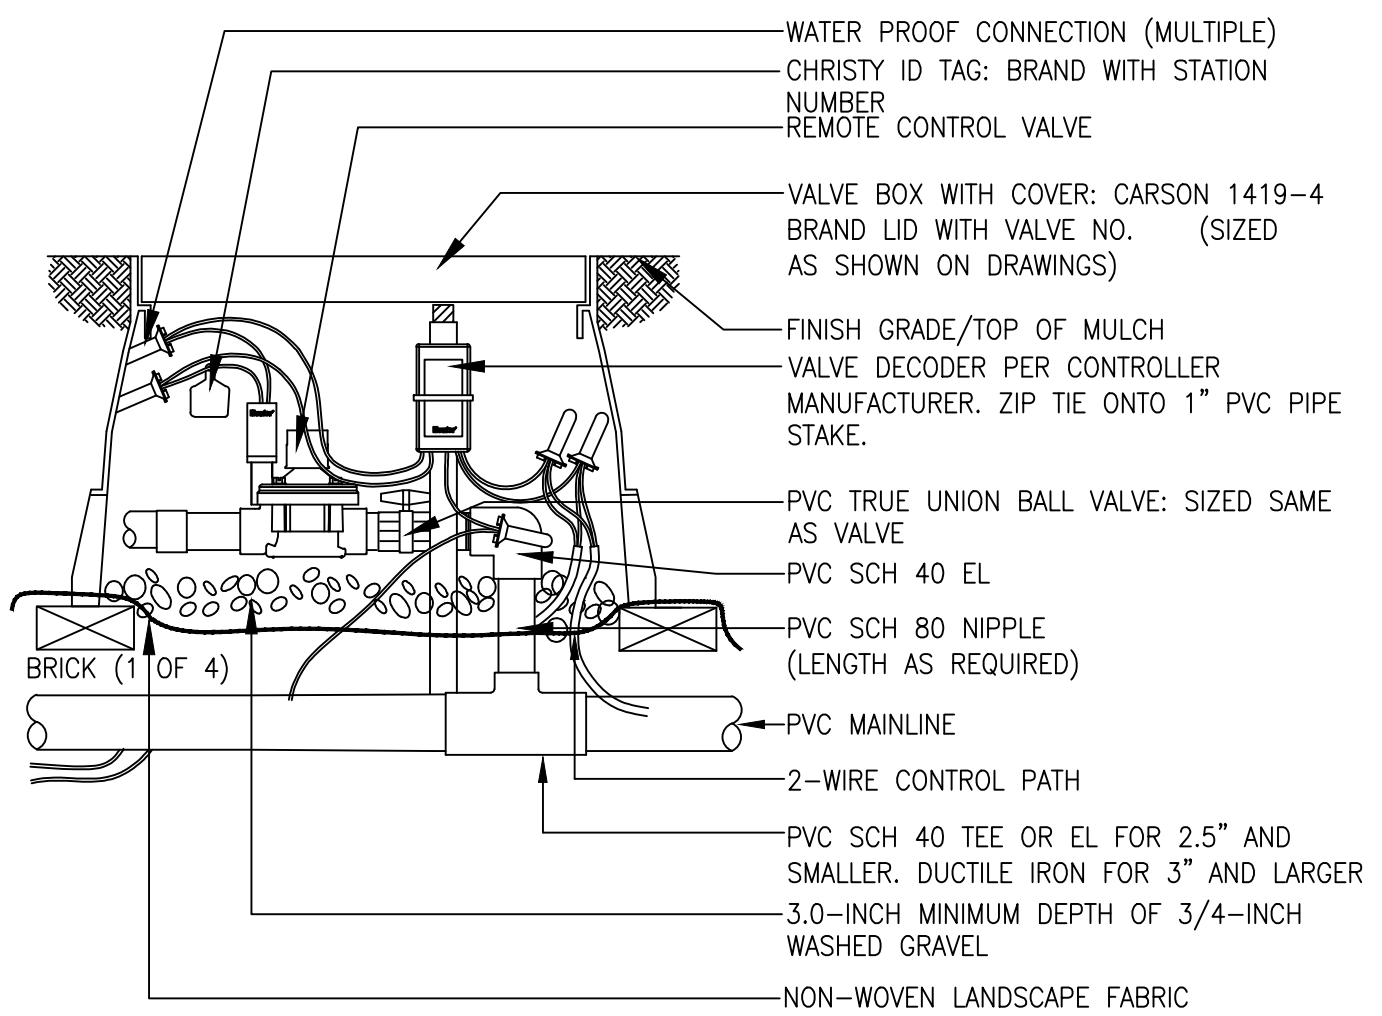 WATER PROOF CONNECTION (MULTIPLE)
CHRISTY ID TAG: BRAND WITH STATION
NUMBER
REMOTE CONTROL VALVE
VALVE BOX WITH COVER: CARSON 1419-4
BRAND LID WITH VALVE NO. (SIZED
AS SHOWN ON DRAWINGS)
FINISH GRADE/TOP OF MULCH
VALVE DECODER PER CONTROLLER
MANUFACTURER. ZIP TIE ONTO 1" PVC PIPE
STAKE.
PVC TRUE UNION BALL VALVE: SIZED SAME
AS VALVE
PVC SCH 40 EL
PVC SCH 80 NIPPLE
(LENGTH AS REQUIRED)
BRICK (1 OF 4)
PVC MAINLINE
2-WIRE CONTROL PATH
PVC SCH 40 TEE OR EL FOR 2.5" AND
SMALLER. DUCTILE IRON FOR 3" AND LARGER
3.0-INCH MINIMUM DEPTH OF 3/4-INCH
WASHED GRAVEL
NON-WOVEN LANDSCAPE FABRIC